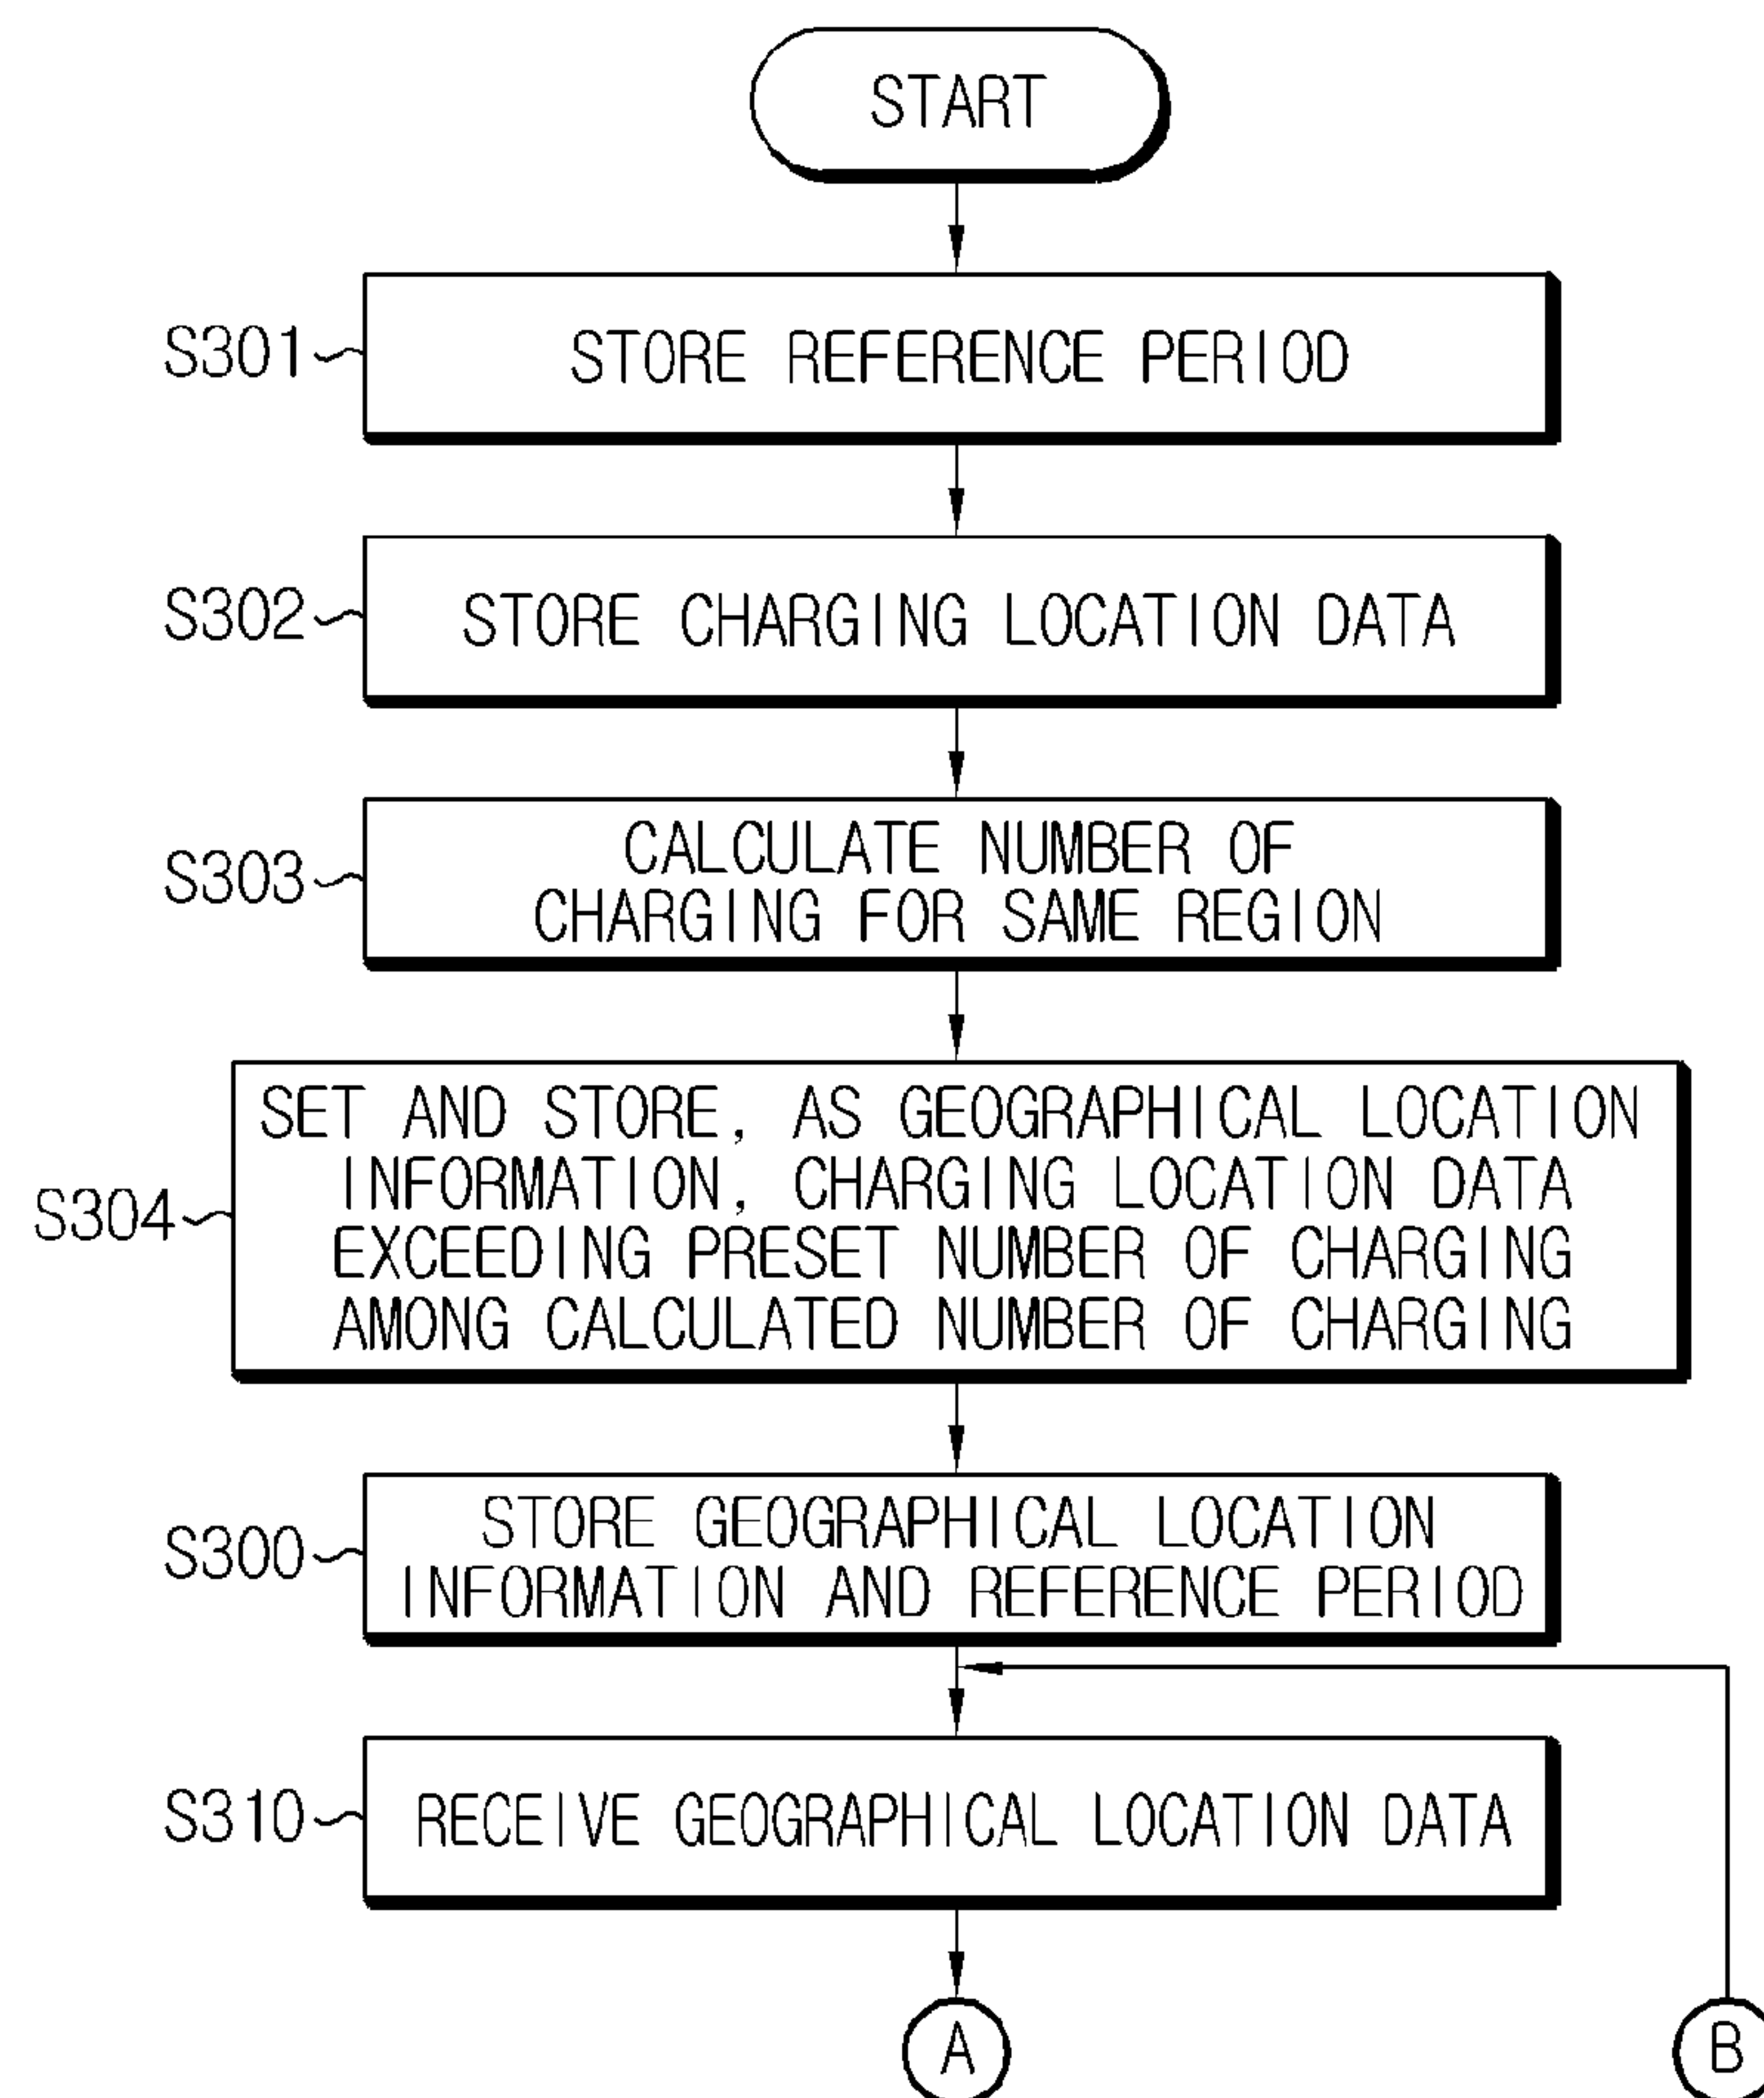 START
S301
STORE REFERENCE PERIOD
S302
STORE CHARGING LOCATION DATA
S303
CALCULATE NUMBER OF
CHARGING FOR SAME REGION
S304
SET AND STORE, AS GEOGRAPHICAL LOCATION
INFORMATION, CHARGING LOCATION DATA
EXCEEDING PRESET NUMBER OF CHARGING
AMONG CALCULATED NUMBER OF CHARGING
S300
STORE GEOGRAPHICAL LOCATION
INFORMATION AND REFERENCE PERIOD
S310
RECEIVE GEOGRAPHICAL LOCATION DATA
A
B